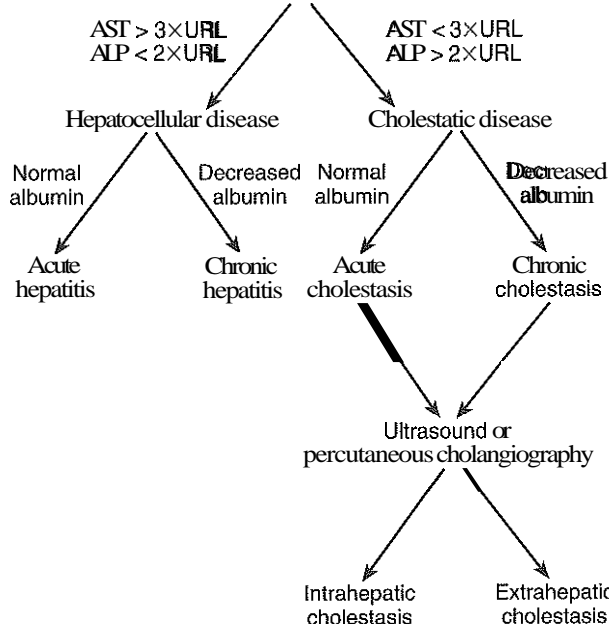 AST > 3×URL
ALP < 2×URL
AST < 3×URL
ALP > 2×URL
Hepatocellular disease
Cholestatic disease
Normal
albumin
Decreased
albumin
Normal
albumin
Decreased
albumin
Acute
hepatitis
Chronic
hepatitis
Acute
cholestasis
Chronic
cholestasis
Ultrasound or
percutaneous cholangiography
Intrahepatic
cholestasis
Extrahepatic
cholestasis